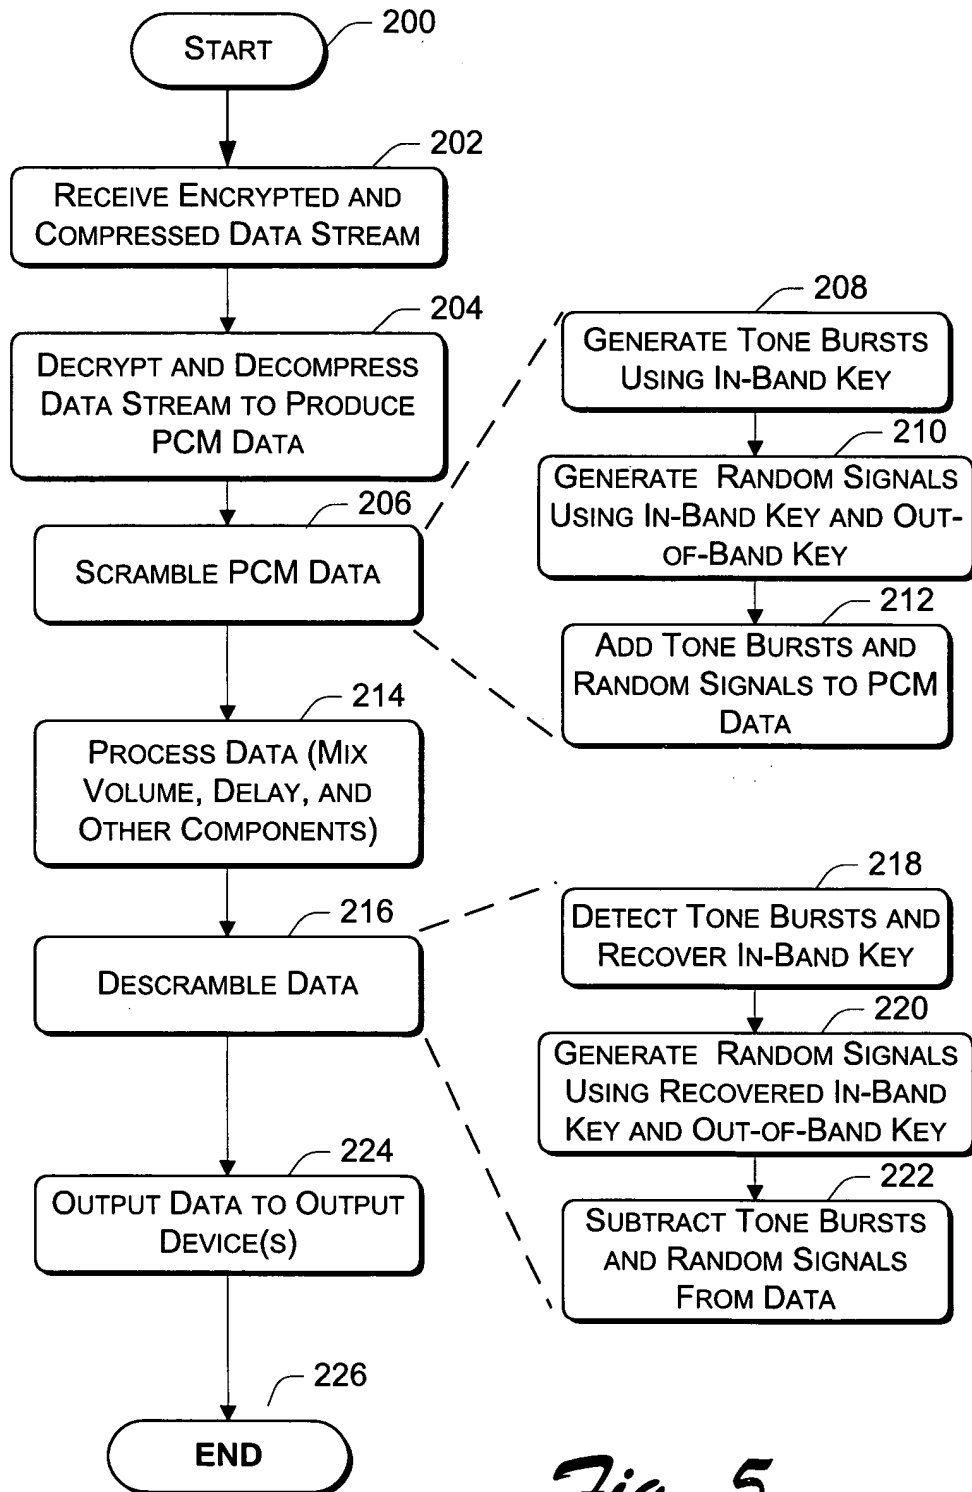 START
200
202
RECEIVE ENCRYPTED AND
COMPRESSED DATA STREAM
204
DECRYPT AND DECOMPRESS
DATA STREAM TO PRODUCE
PCM DATA
206
SCRAMBLE PCM DATA
208
GENERATE TONE BURSTS
USING IN-BAND KEY
210
GENERATE RANDOM SIGNALS
USING IN-BAND KEY AND OUT-
OF-BAND KEY
212
ADD TONE BURSTS AND
RANDOM SIGNALS TO PCM
DATA
214
PROCESS DATA (MIX
VOLUME, DELAY, AND
OTHER COMPONENTS)
216
DESCRAMBLE DATA
218
DETECT TONE BURSTS AND
RECOVER IN-BAND KEY
220
GENERATE RANDOM SIGNALS
USING RECOVERED IN-BAND
KEY AND OUT-OF-BAND KEY
222
SUBTRACT TONE BURSTS
AND RANDOM SIGNALS
FROM DATA
224
OUTPUT DATA TO OUTPUT
DEVICE(S)
226
END
Fig. 5